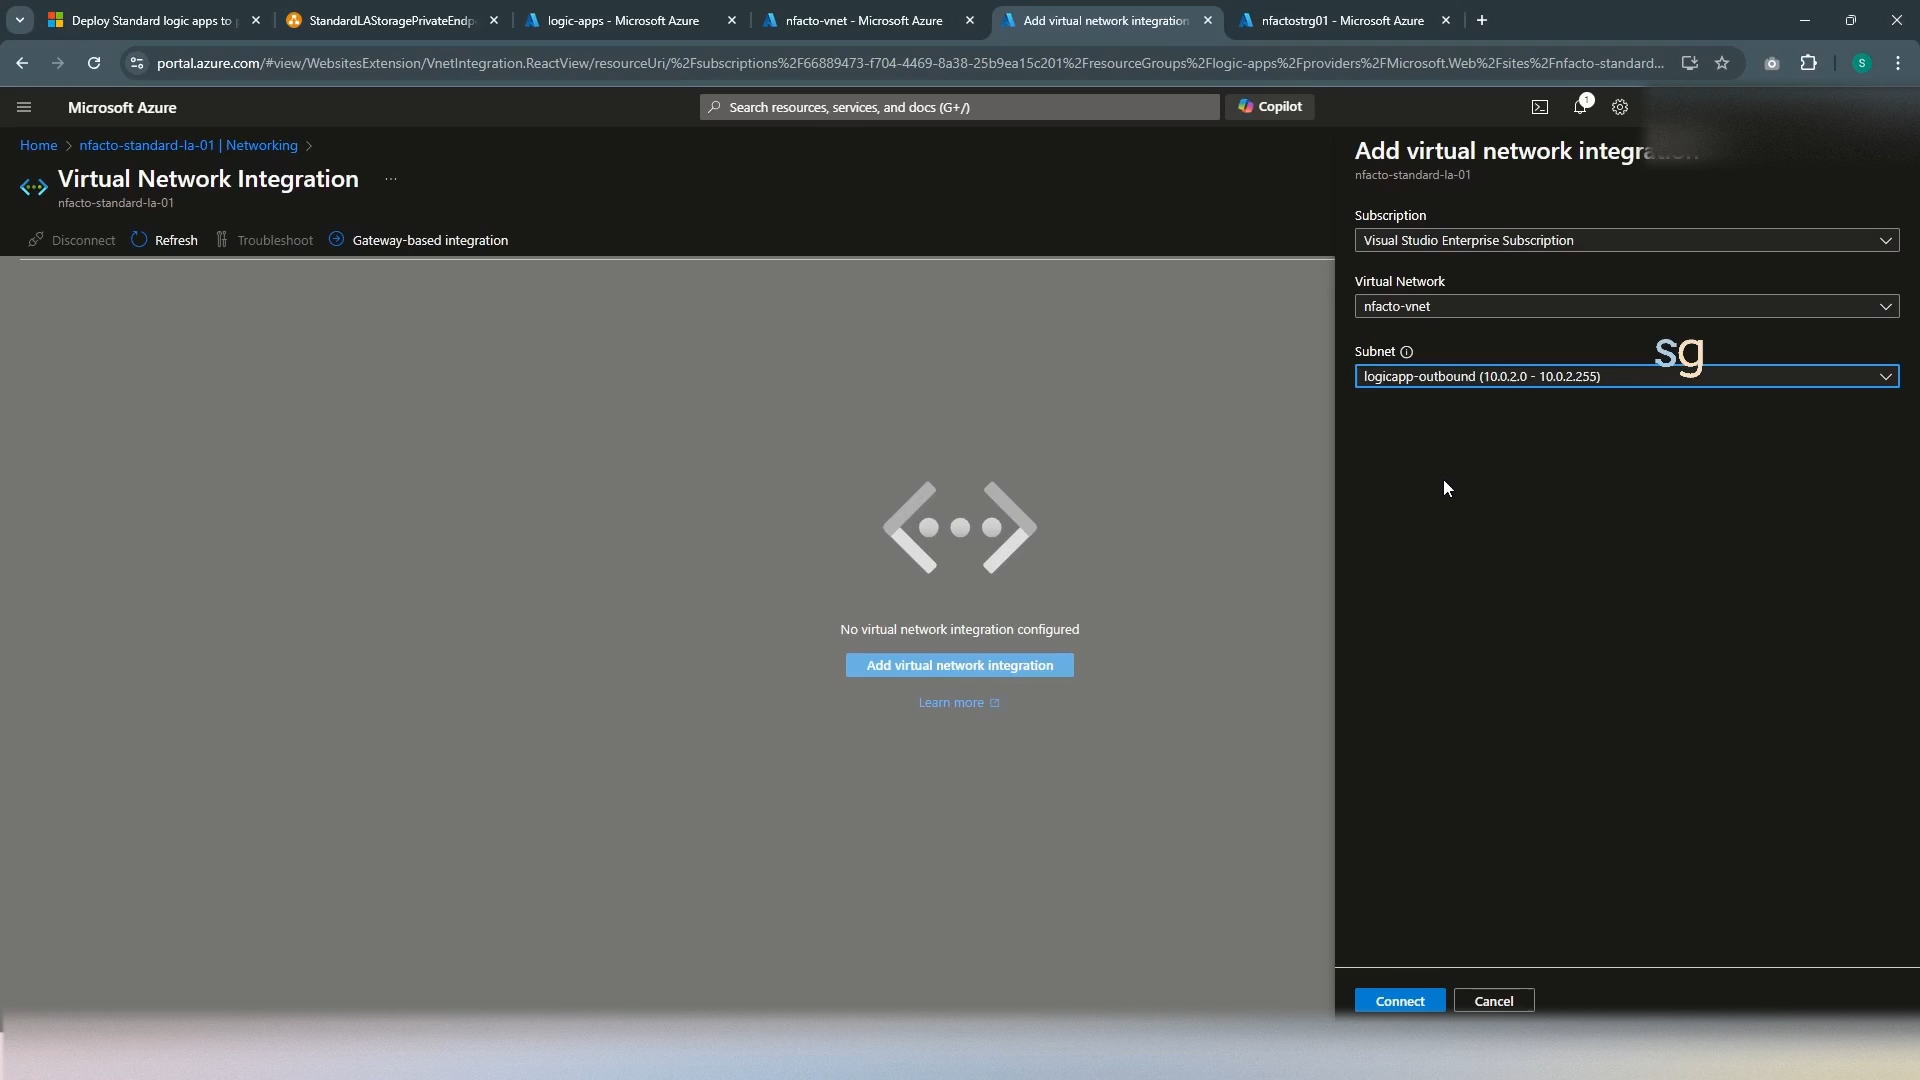 Deploy Standard logic apps to
StandardLAStoragePrivateEndp
logic-apps - Microsoft Azure
nfacto-vnet - Microsoft Azure
Add virtual network integration
nfactostrg01 - Microsoft Azure
portal.azure.com/#view/WebsitesExtension/VnetIntegration.ReactView/resourceUri/%2Fsubscriptions%2F66889473-f704-4469-8a38-25b9ea15c201%2FresourceGroups%2Flogic-apps%2Fproviders%2FMicrosoft.Web%2Fsites%2Fnfacto-standard...
S
Microsoft Azure
Search resources, services, and docs (G+/)
Copilot
1
Home > nfacto-standard-la-01 | Networking >
Virtual Network Integration ...
nfacto-standard-la-01
Disconnect
Refresh
Troubleshoot
Gateway-based integration
No virtual network integration configured
Add virtual network integration
Learn more
Add virtual network
nfacto-standard-la-01
Subscription
Visual Studio Enterprise Subscription
Virtual Network
nfacto-vnet
Subnet
sg
logicapp-outbound (10.0.2.0 - 10.0.2.255)
Connect
Cancel